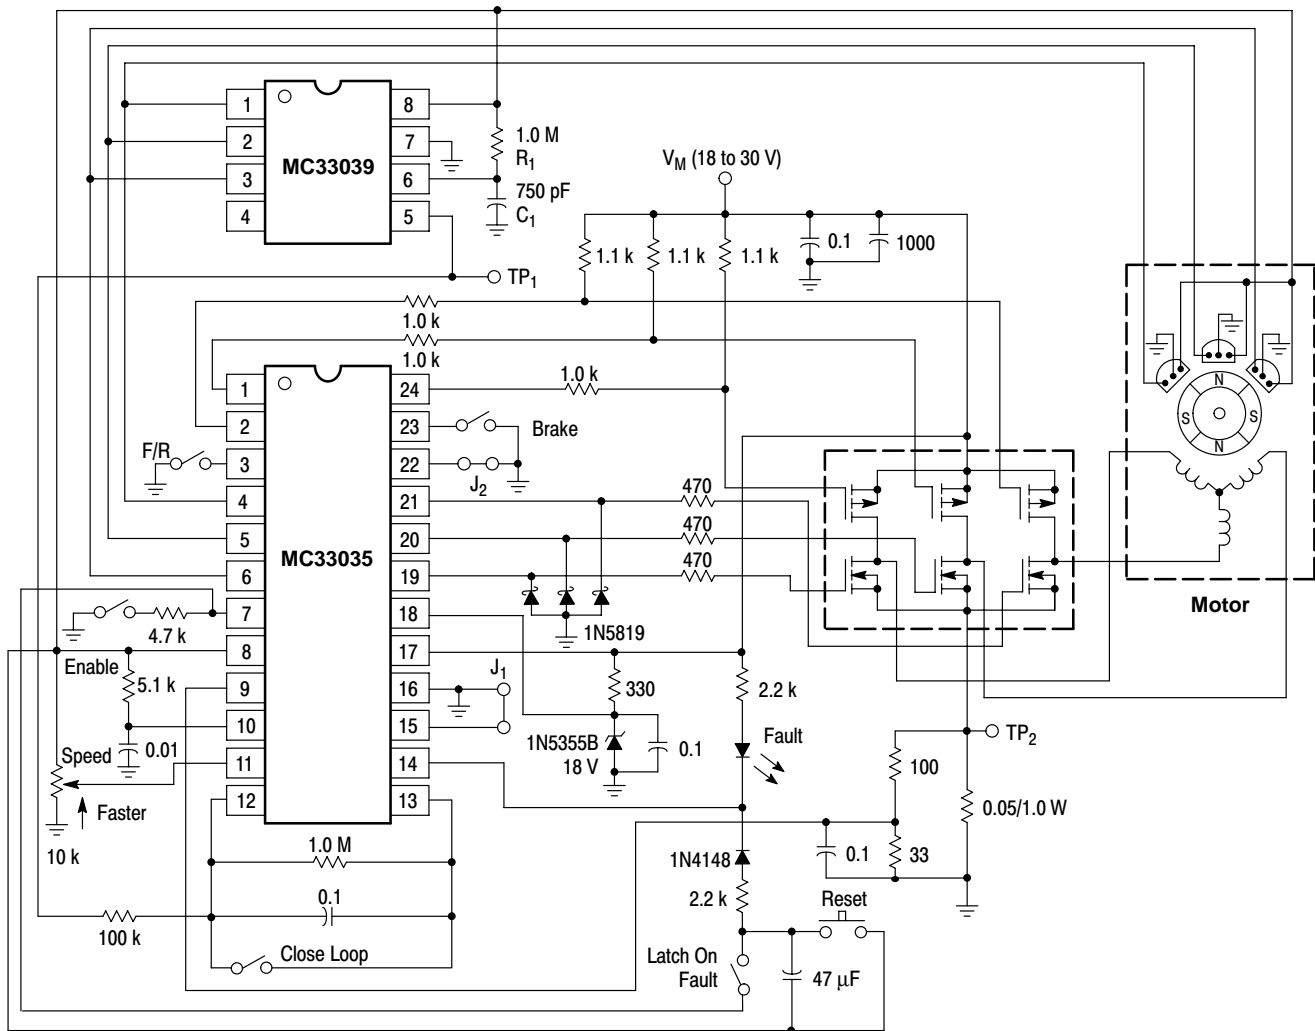 1
2
3
4
MC33039
8
7
6
5
1.0 M
R1
750 pF
C1
TP1
VM (18 to 30 V)
1.1 k
1.1 k
1.1 k
0.1
1000
1.0 k
1.0 k
1.0 k
F/R
1
2
3
4
5
6
7
8
9
10
11
12
MC33035
24
23
22
21
20
19
18
17
16
15
14
13
Brake
J2
470
470
470
1N5819
4.7 k
Enable
5.1 k
0.01
Speed
Faster
10 k
J1
330
1N5355B
18 V
0.1
2.2 k
Fault
TP2
100
0.05/1.0 W
0.1
33
1N4148
2.2 k
Reset
Latch On
Fault
47 μF
1.0 M
0.1
100 k
Close Loop
N
S
S
N
Motor